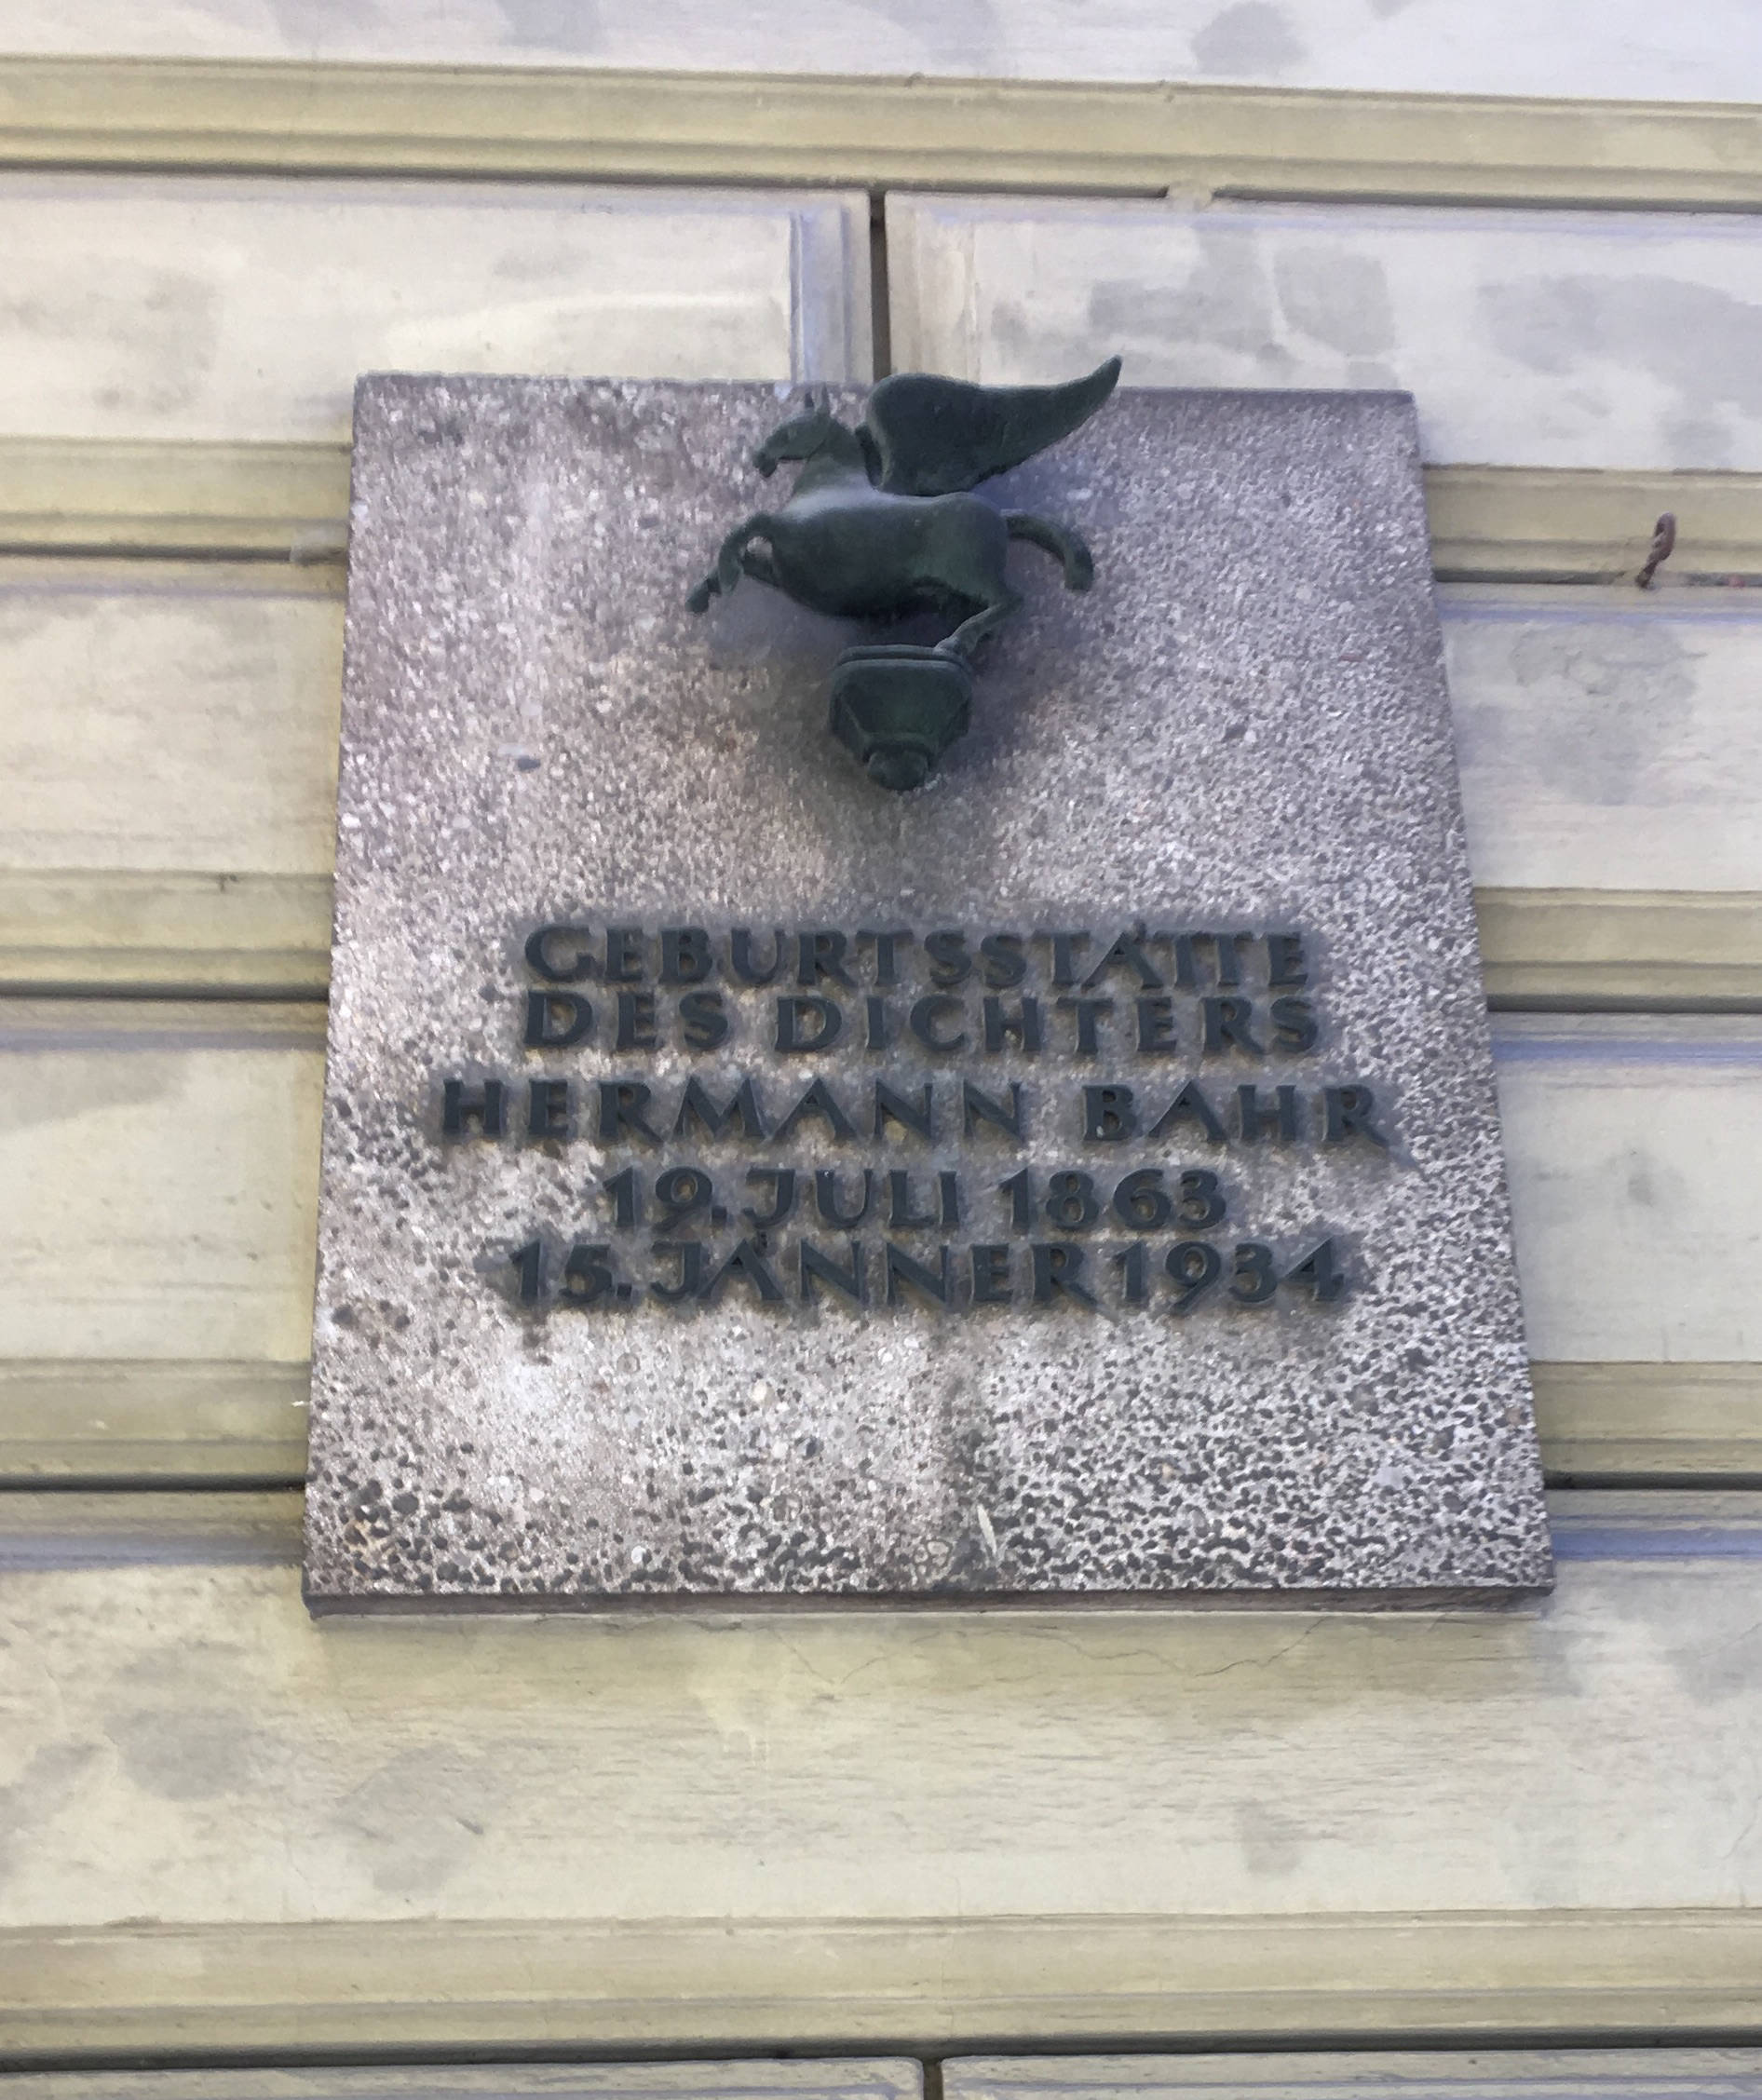 GEBURTSSTÄTTE
DES DICHTERS
HERMANN BAHR
19. JULI 1863
15. JÄNNER 1934